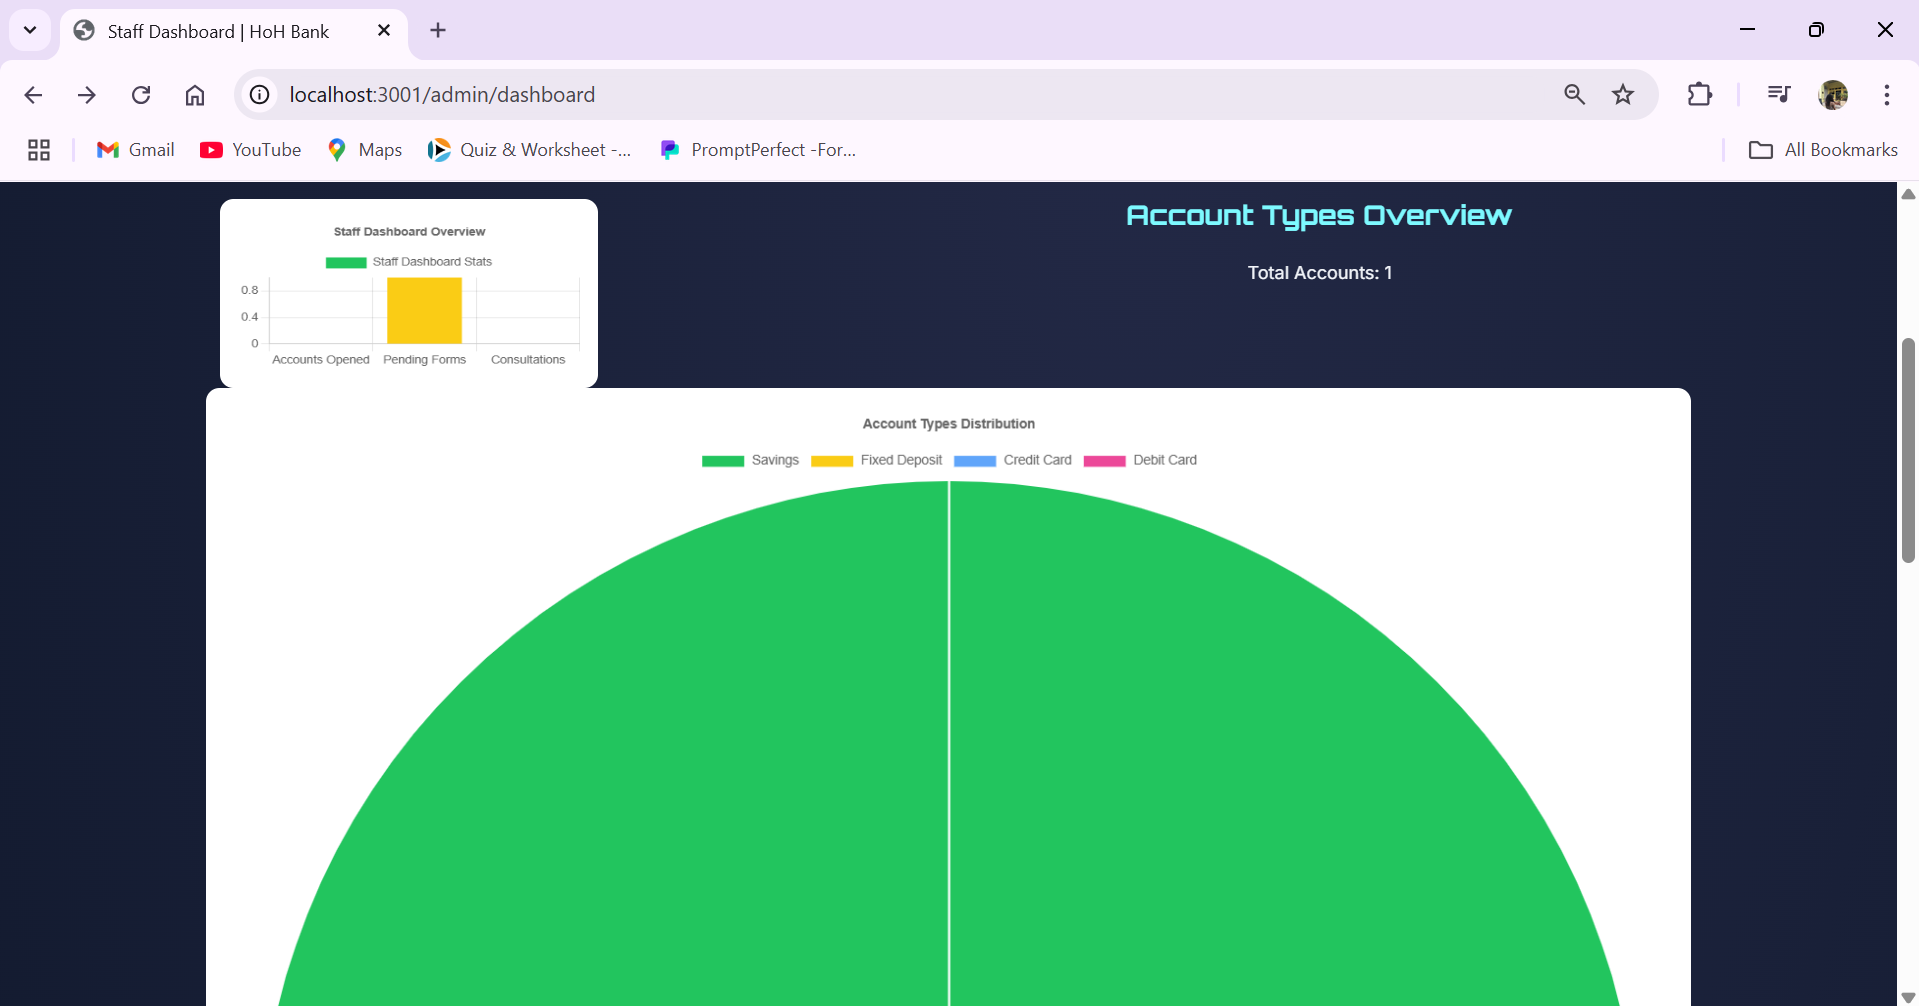 Staff Dashboard | HoH Bank
localhost:3001/admin/dashboard
Gmail
YouTube
Maps
Quiz & Worksheet -...
PromptPerfect -For...
All Bookmarks
Staff Dashboard Overview
Staff Dashboard Stats
0.8
0.4
0
Accounts Opened Pending Forms Consultations
Account Types Overview
Total Accounts: 1
Account Types Distribution
Savings Fixed Deposit Credit Card Debit Card